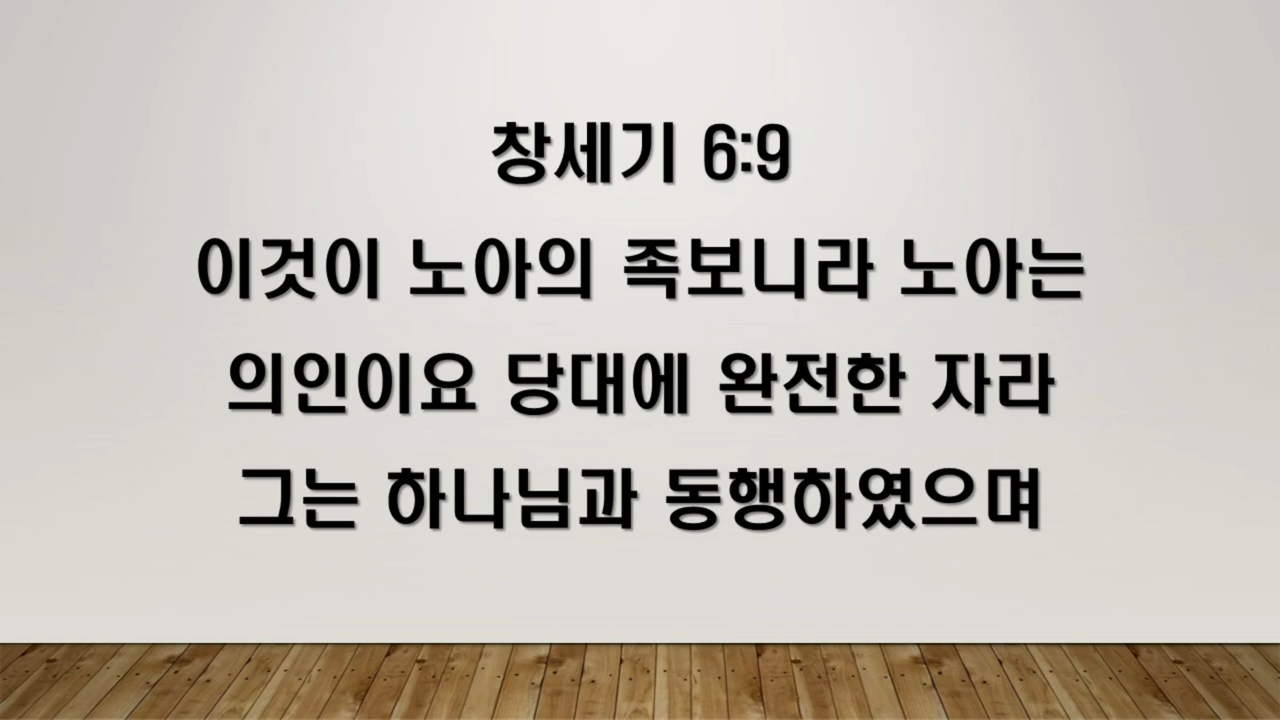 창세기 6:9
이것이 노아의 족보니라 노아는
의인이요 당대에 완전한 자라
그는 하나님과 동행하였으며